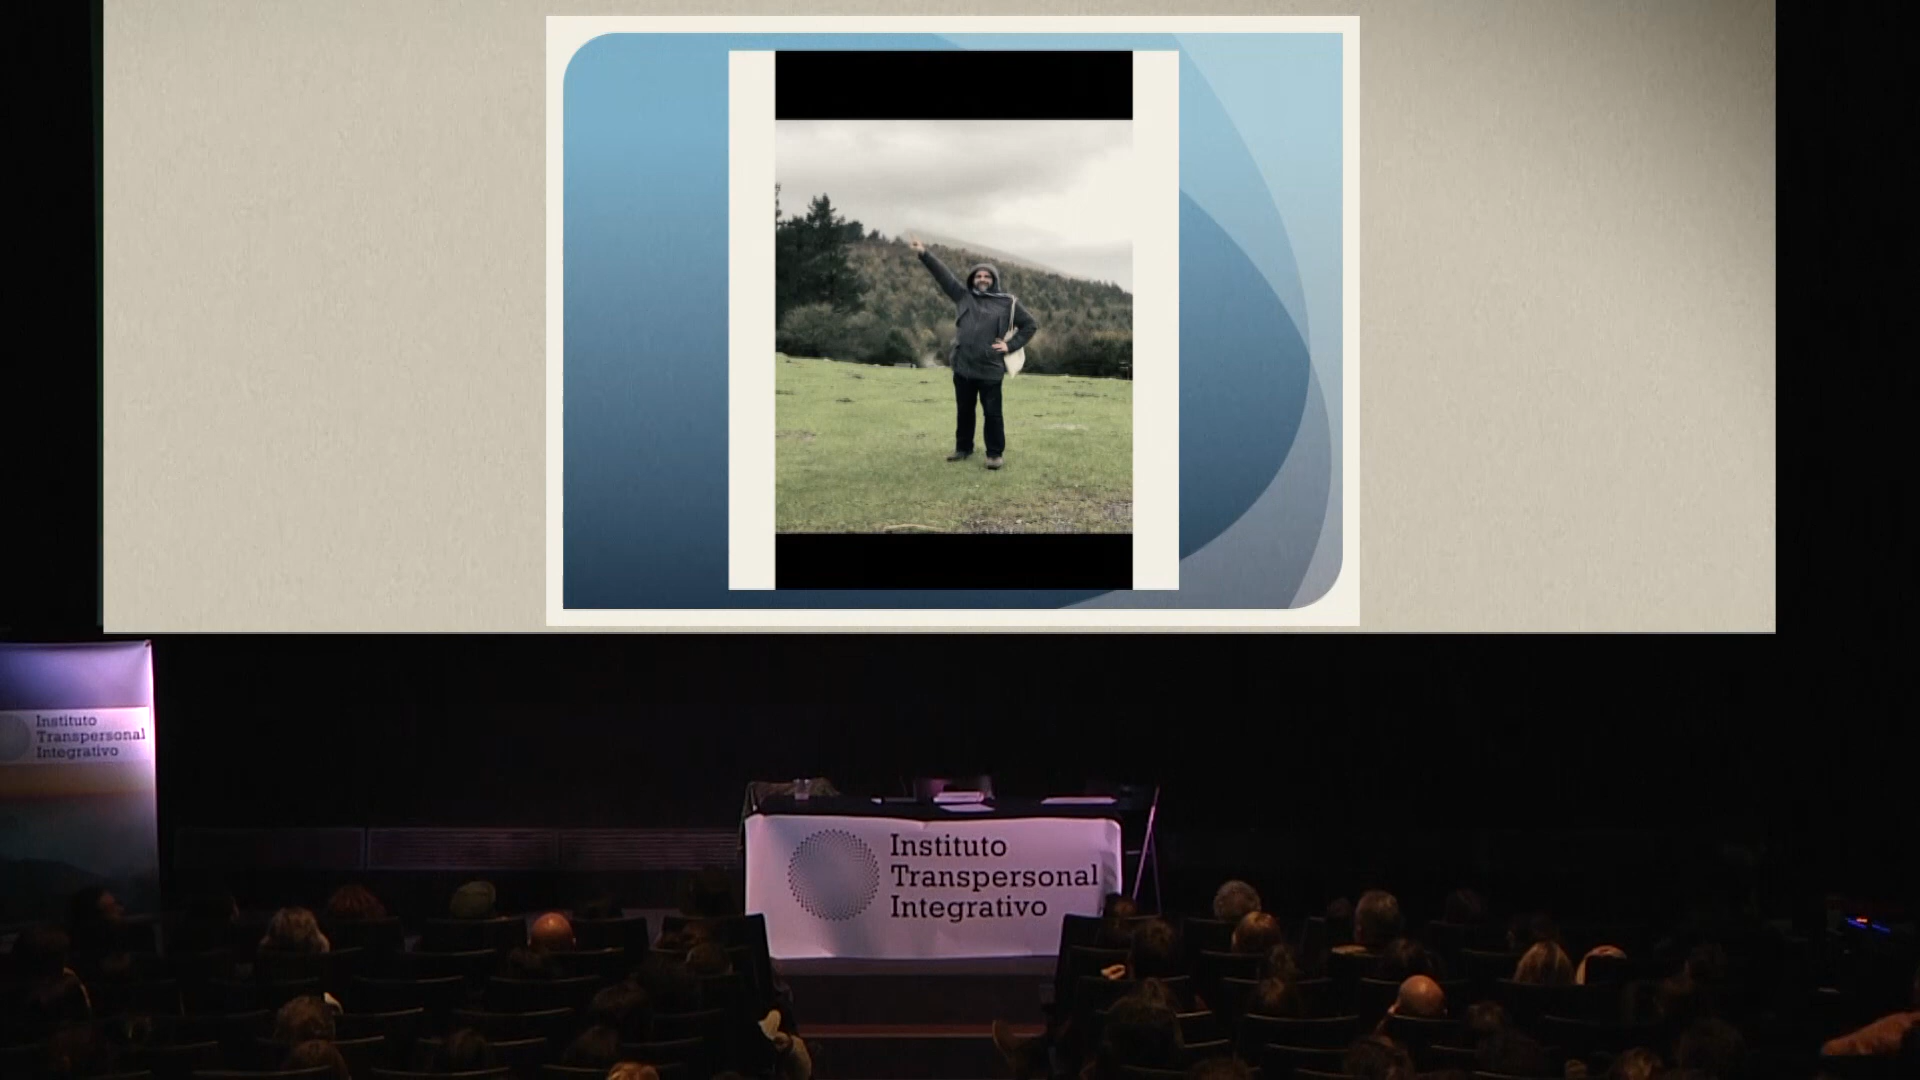 Instituto
Transpersonal
Integrativo
Instituto
Transpersonal
Integrativo